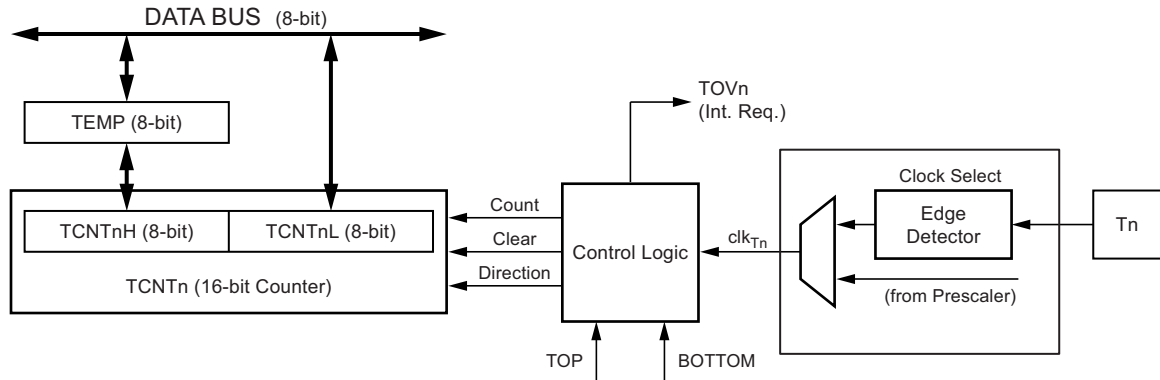 DATA BUS (8-bit)
TEMP (8-bit)
TOVn
(Int. Req.)
Clock Select
TCNTnH (8-bit) TCNTnL (8-bit)
TCNTn (16-bit Counter)
Count
Clear
Direction
Control Logic
clkTn
Edge
Detector
Tn
(from Prescaler)
TOP
BOTTOM